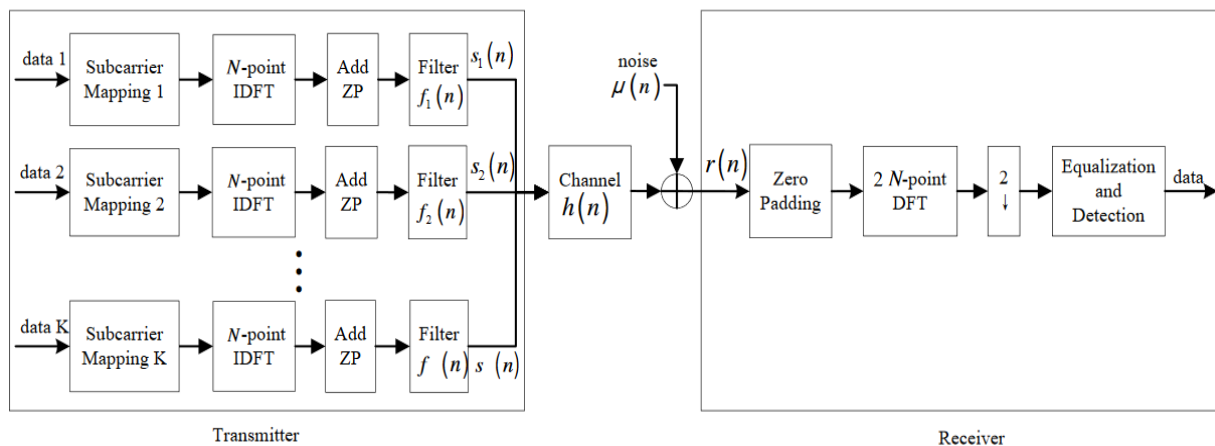 data 1
Subcarrier
Mapping 1
N-point
IDFT
Add
ZP
Filter
f₁(n)
s₁(n)
data 2
Subcarrier
Mapping 2
N-point
IDFT
Add
ZP
Filter
f₂(n)
s₂(n)
data K
Subcarrier
Mapping K
N-point
IDFT
Add
ZP
Filter
f (n)
s (n)
Transmitter
Channel
h(n)
noise
μ(n)
r(n)
Zero
Padding
2 N-point
DFT
2
↓
Equalization
and
Detection
data
Receiver